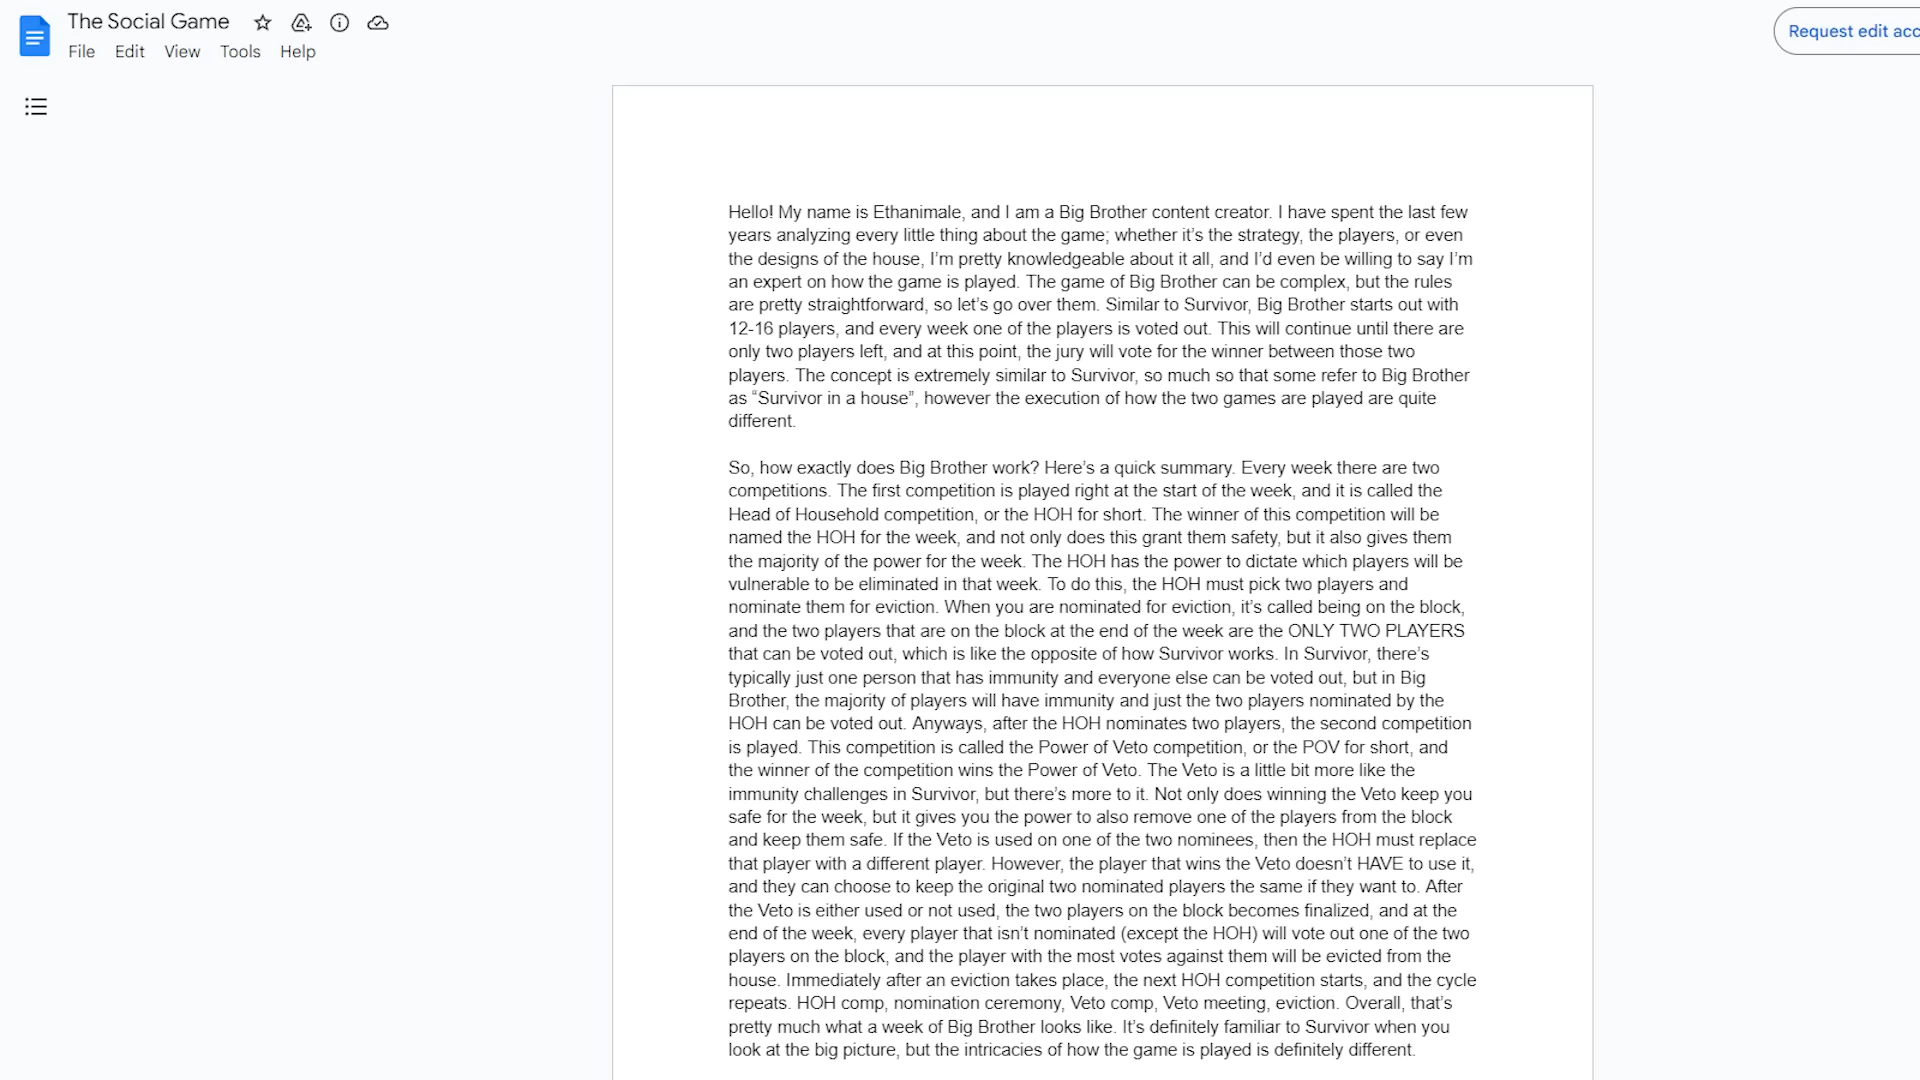 The Social Game
File Edit View Tools Help
Request edit acc
Hello! My name is Ethanimale, and I am a Big Brother content creator. I have spent the last few
years analyzing every little thing about the game; whether it’s the strategy, the players, or even
the designs of the house, I’m pretty knowledgeable about it all, and I’d even be willing to say I’m
an expert on how the game is played. The game of Big Brother can be complex, but the rules
are pretty straightforward, so let’s go over them. Similar to Survivor, Big Brother starts out with
12-16 players, and every week one of the players is voted out. This will continue until there are
only two players left, and at this point, the jury will vote for the winner between those two
players. The concept is extremely similar to Survivor, so much so that some refer to Big Brother
as “Survivor in a house”, however the execution of how the two games are played are quite
different.
So, how exactly does Big Brother work? Here’s a quick summary. Every week there are two
competitions. The first competition is played right at the start of the week, and it is called the
Head of Household competition, or the HOH for short. The winner of this competition will be
named the HOH for the week, and not only does this grant them safety, but it also gives them
the majority of the power for the week. The HOH has the power to dictate which players will be
vulnerable to be eliminated in that week. To do this, the HOH must pick two players and
nominate them for eviction. When you are nominated for eviction, it’s called being on the block,
and the two players that are on the block at the end of the week are the ONLY TWO PLAYERS
that can be voted out, which is like the opposite of how Survivor works. In Survivor, there’s
typically just one person that has immunity and everyone else can be voted out, but in Big
Brother, the majority of players will have immunity and just the two players nominated by the
HOH can be voted out. Anyways, after the HOH nominates two players, the second competition
is played. This competition is called the Power of Veto competition, or the POV for short, and
the winner of the competition wins the Power of Veto. The Veto is a little bit more like the
immunity challenges in Survivor, but there’s more to it. Not only does winning the Veto keep you
safe for the week, but it gives you the power to also remove one of the players from the block
and keep them safe. If the Veto is used on one of the two nominees, then the HOH must replace
that player with a different player. However, the player that wins the Veto doesn’t HAVE to use it,
and they can choose to keep the original two nominated players the same if they want to. After
the Veto is either used or not used, the two players on the block becomes finalized, and at the
end of the week, every player that isn’t nominated (except the HOH) will vote out one of the two
players on the block, and the player with the most votes against them will be evicted from the
house. Immediately after an eviction takes place, the next HOH competition starts, and the cycle
repeats. HOH comp, nomination ceremony, Veto comp, Veto meeting, eviction. Overall, that’s
pretty much what a week of Big Brother looks like. It’s definitely familiar to Survivor when you
look at the big picture, but the intricacies of how the game is played is definitely different.